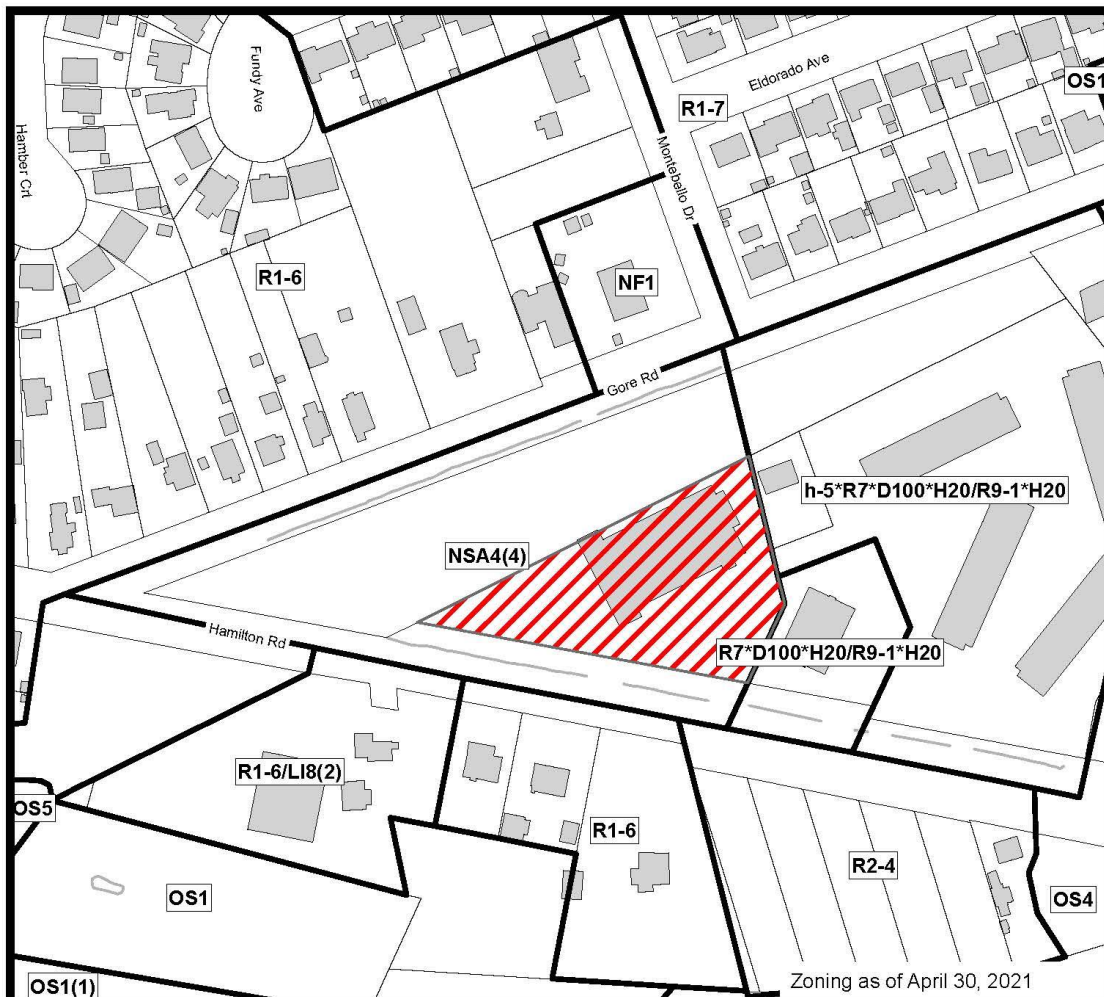 Fundy Ave
Eldorado Ave
OS1
R1-7
Hamber Crt
Montebello Dr
R1-6
NF1
Gore Rd
h-5*R7*D100*H20/R9-1*H20
NSA4(4)
Hamilton Rd
R7*D100*H20/R9-1*H20
R1-6/LI8(2)
OS5
R1-6
R2-4
OS1
OS4
OS1(1)
Zoning as of April 30, 2021